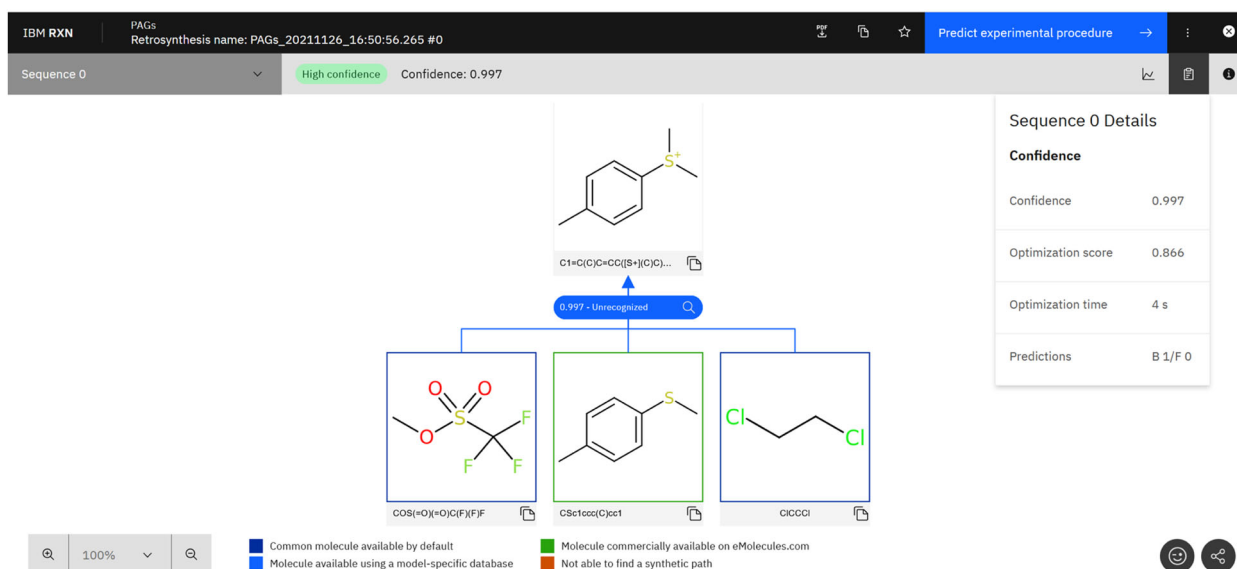 IBM RXN
PAGs
Retrosynthesis name: PAGs_20211126_16:50:56.265 #0
PDF
Predict experimental procedure
Sequence 0
High confidence
Confidence: 0.997
Sequence 0 Details
Confidence
Confidence 0.997
Optimization score 0.866
Optimization time 4 s
Predictions B 1/F 0
S+
C1=C(C)C=CC([S+](C)C)...
0.997 - Unrecognized
O O
S F
O
F F
S
Cl
Cl
COS(=O)(=O)C(F)(F)F
CSc1ccc(C)cc1
ClCCCl
100%
Common molecule available by default
Molecule commercially available on eMolecules.com
Molecule available using a model-specific database
Not able to find a synthetic path